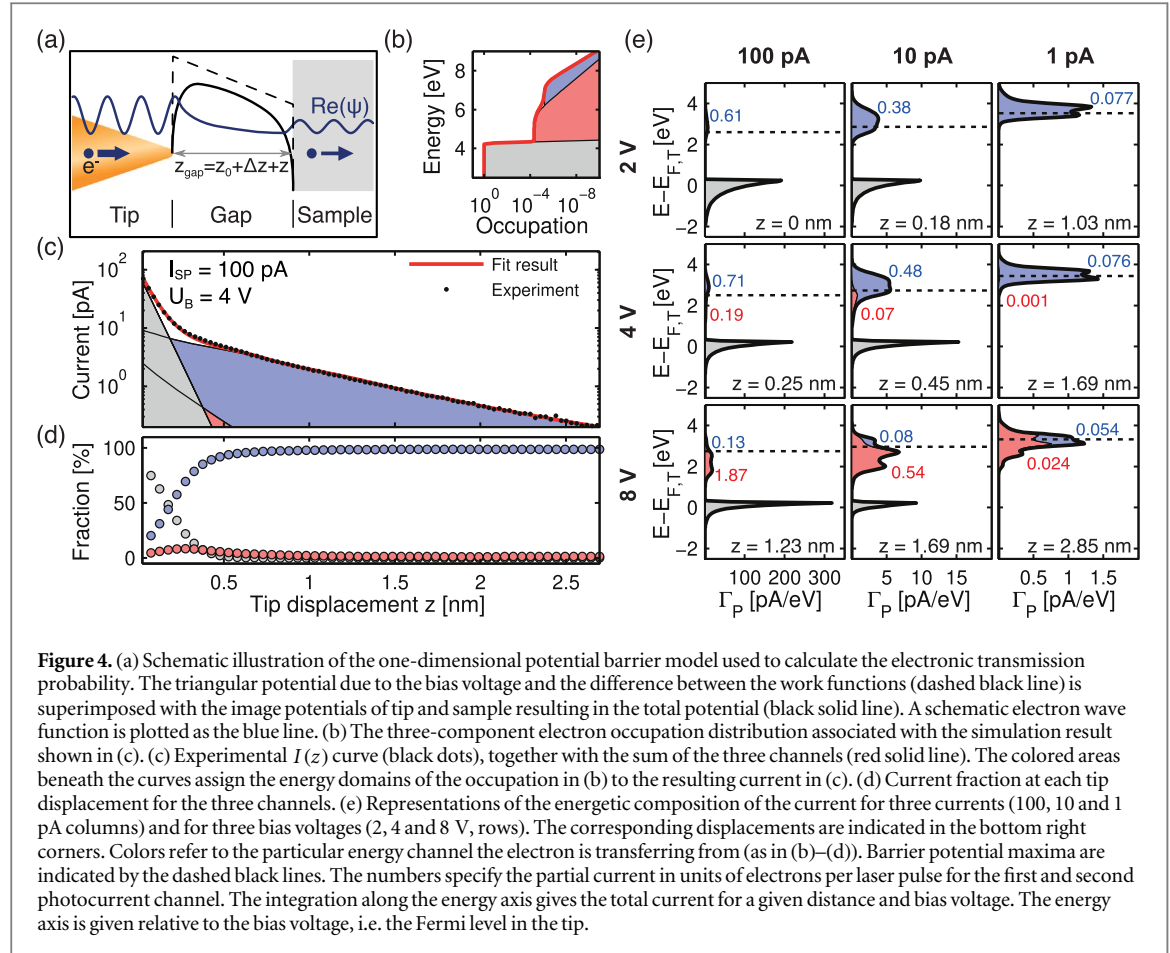 (a)
Re(ψ)
e-
z_gap=z_0+Δz+z
Tip
Gap
Sample
(b)
Energy [eV]
8
6
4
10^0
10^-4
10^-8
Occupation
(c)
I_SP = 100 pA
U_B = 4 V
Fit result
Experiment
Current [pA]
10^2
10^1
10^0
(d)
Fraction [%]
100
50
0
0.5
1
1.5
2
2.5
Tip displacement z [nm]
(e)
100 pA
10 pA
1 pA
2 V
E−E_F,T [eV]
4
2
0
−2
0.61
z = 0 nm
0.38
z = 0.18 nm
0.077
z = 1.03 nm
4 V
E−E_F,T [eV]
4
2
0
−2
0.71
0.19
z = 0.25 nm
0.48
0.07
z = 0.45 nm
0.076
0.001
z = 1.69 nm
8 V
E−E_F,T [eV]
4
2
0
−2
0.13
1.87
z = 1.23 nm
0.08
0.54
z = 1.69 nm
0.054
0.024
z = 2.85 nm
100 200 300
5 10 15
0.5 1 1.5
Γ_P [pA/eV]
Γ_P [pA/eV]
Γ_P [pA/eV]
Figure 4. (a) Schematic illustration of the one-dimensional potential barrier model used to calculate the electronic transmission
probability. The triangular potential due to the bias voltage and the difference between the work functions (dashed black line) is
superimposed with the image potentials of tip and sample resulting in the total potential (black solid line). A schematic electron wave
function is plotted as the blue line. (b) The three-component electron occupation distribution associated with the simulation result
shown in (c). (c) Experimental I(z) curve (black dots), together with the sum of the three channels (red solid line). The colored areas
beneath the curves assign the energy domains of the occupation in (b) to the resulting current in (c). (d) Current fraction at each tip
displacement for the three channels. (e) Representations of the energetic composition of the current for three currents (100, 10 and 1
pA columns) and for three bias voltages (2, 4 and 8 V, rows). The corresponding displacements are indicated in the bottom right
corners. Colors refer to the particular energy channel the electron is transferring from (as in (b)–(d)). Barrier potential maxima are
indicated by the dashed black lines. The numbers specify the partial current in units of electrons per laser pulse for the first and second
photocurrent channel. The integration along the energy axis gives the total current for a given distance and bias voltage. The energy
axis is given relative to the bias voltage, i.e. the Fermi level in the tip.